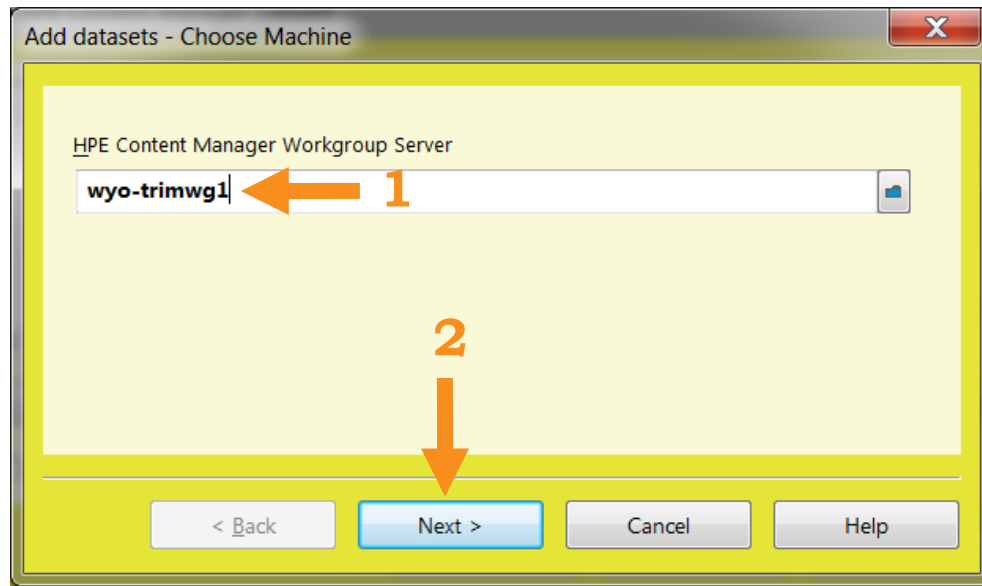 Add datasets - Choose Machine
X
HPE Content Manager Workgroup Server
wyo-trimwg1 1
2
< Back Next > Cancel Help